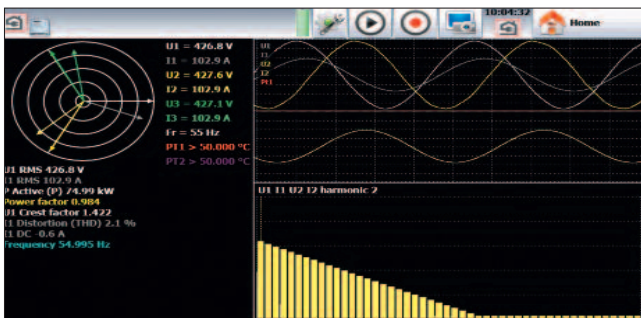 10:04:32
Home
U1 = 426.8 V
I1 = 102.9 A
U2 = 427.6 V
I2 = 102.9 A
U3 = 427.1 V
I3 = 102.9 A
Fr = 55 Hz
PT1 > 50.000 °C
PT2 > 50.000 °C
U1
I1
U2
I2
Pt1
U1 RMS 426.8 V
I1 RMS 102.9 A
P Active (P) 74.99 kW
Power factor 0.984
U1 Crest factor 1.422
I1 Distortion (THD) 2.1 %
I1 DC -0.6 A
Frequency 54.995 Hz
U1 I1 U2 I2 harmonic 2